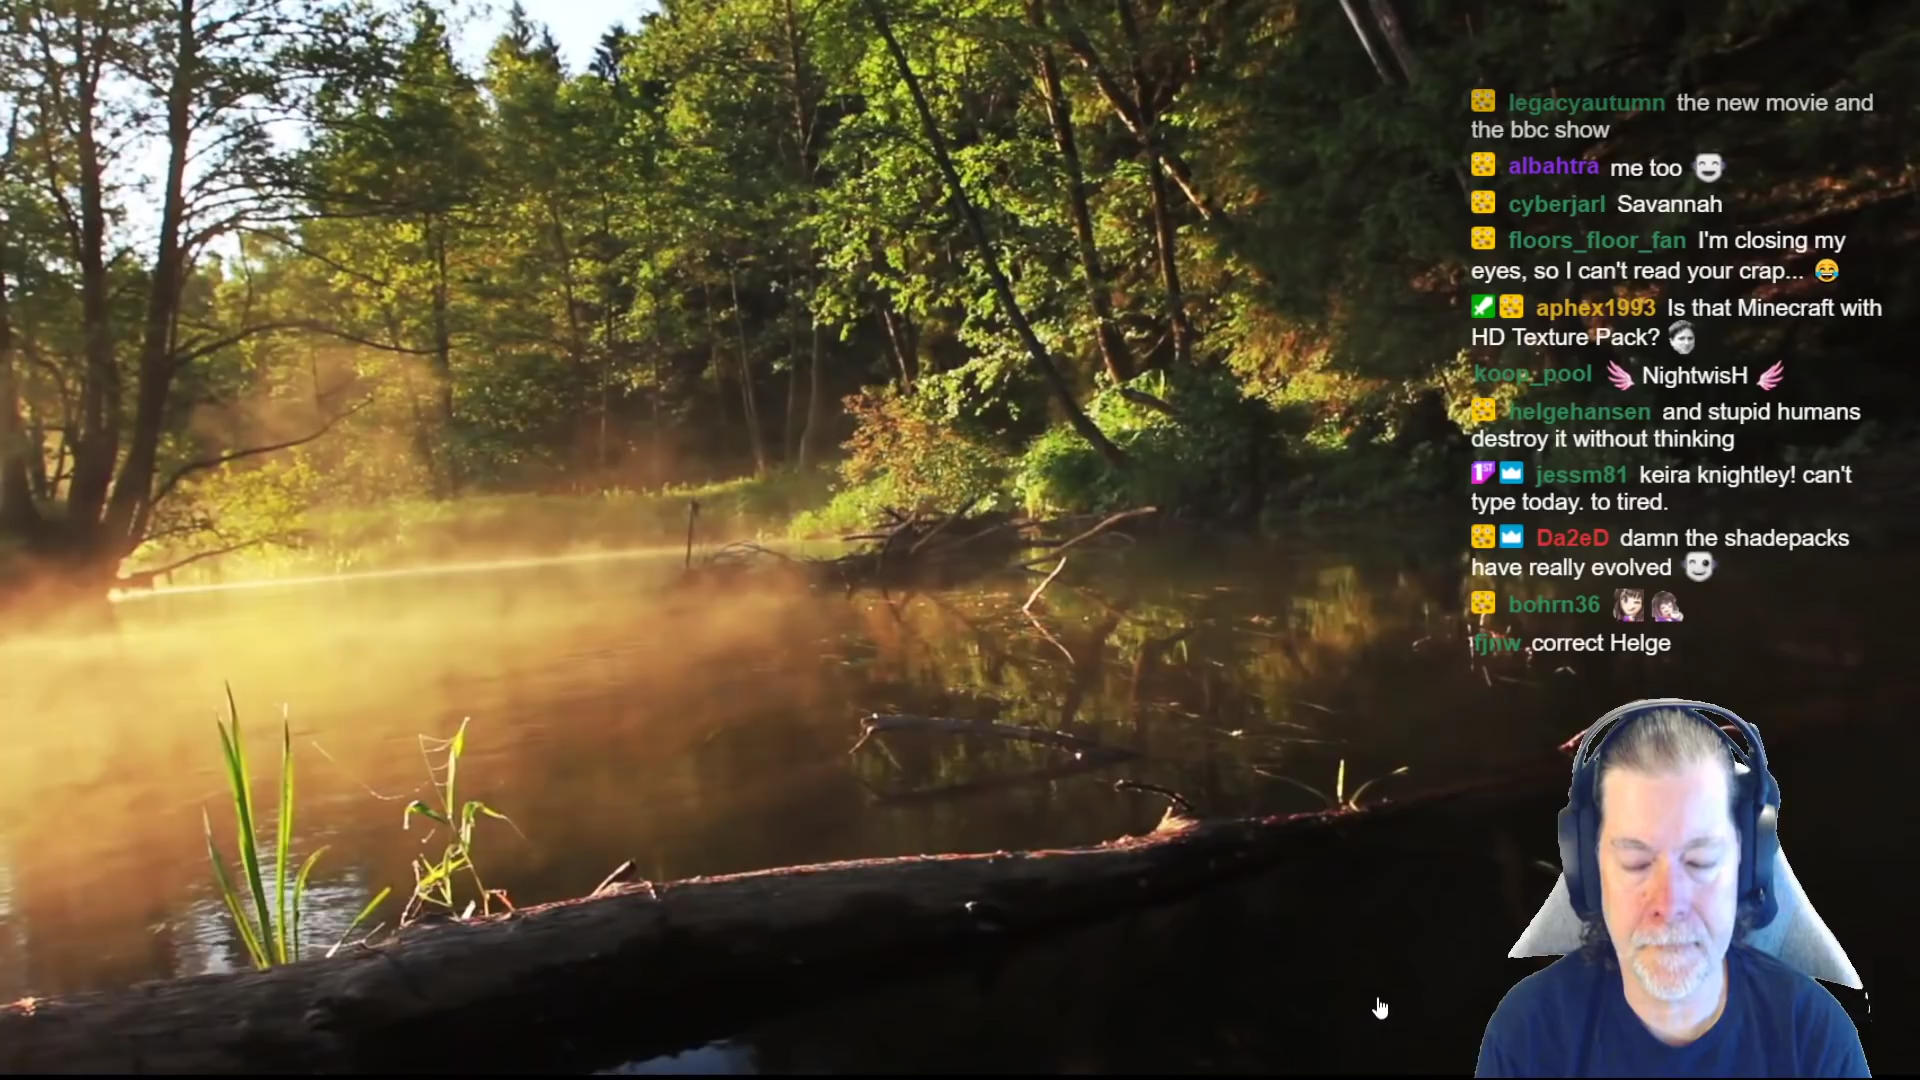 legacyautumn the new movie and
the bbc show
albahtrá me too
cyberjarl Savannah
floors_floor_fan I'm closing my
eyes, so I can't read your crap...
aphex1993 Is that Minecraft with
HD Texture Pack?
koop_pool NightwisH
helgehansen and stupid humans
destroy it without thinking
1ST jessm81 keira knightley! can't
type today. to tired.
Da2eD damn the shadepacks
have really evolved
bohrn36
fjnw correct Helge